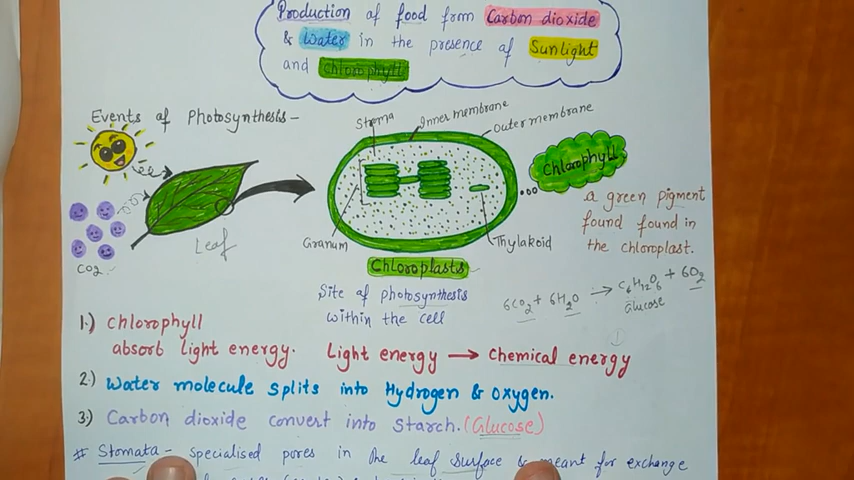 Production of food from Carbon dioxide
& Water in the presence of Sunlight
and Chlorophyll
Events of Photosynthesis -
Stroma
Inner membrane
Outer membrane
Chlorophyll
a green pigment
found found in
the chloroplast.
Leaf
CO2
Granum
Thylakoid
Chloroplasts
Site of photosynthesis
within the cell
6CO2 + 6H2O → C6H12O6 + 6O2
Glucose
1.) Chlorophyll
absorb light energy. Light energy → Chemical energy
2.) Water molecule splits into Hydrogen & Oxygen.
3) Carbon dioxide convert into Starch. (Glucose)
# Stomata - specialised pores in the leaf surface & meant for exchange